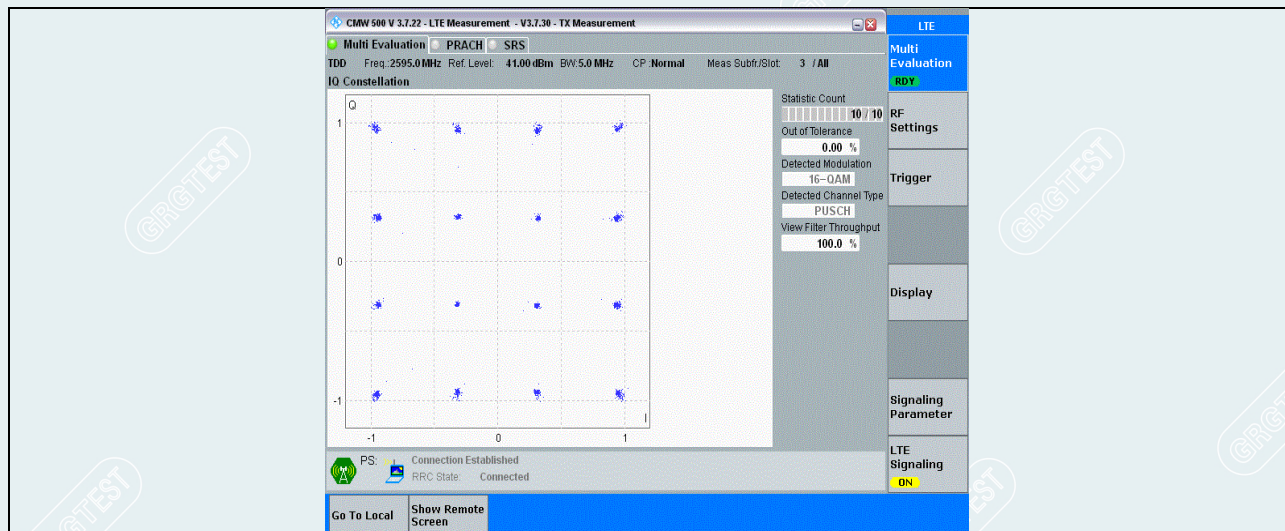 CMW 500 V 3.7.22 - LTE Measurement - V3.7.30 - TX Measurement
LTE
Multi Evaluation
PRACH
SRS
TDD Freg.:2595.0 MHz Ref. Level: 41.00 dBm BW:5.0 MHz CP :Normal Meas Subfr./Slot: 3 / All
IQ Constellation
Q
1
0
-1
I
-1 0 1
Statistic Count
10 / 10
Out of Tolerance
0.00 %
Detected Modulation
16-QAM
Detected Channel Type
PUSCH
View Filter Throughput
100.0 %
Multi
Evaluation
RDY
RF
Settings
Trigger
Display
Signaling
Parameter
LTE
Signaling
ON
PS: Connection Established
RRC State: Connected
Go To Local
Show Remote
Screen
GRGTEST
GRGTEST
GRGTEST